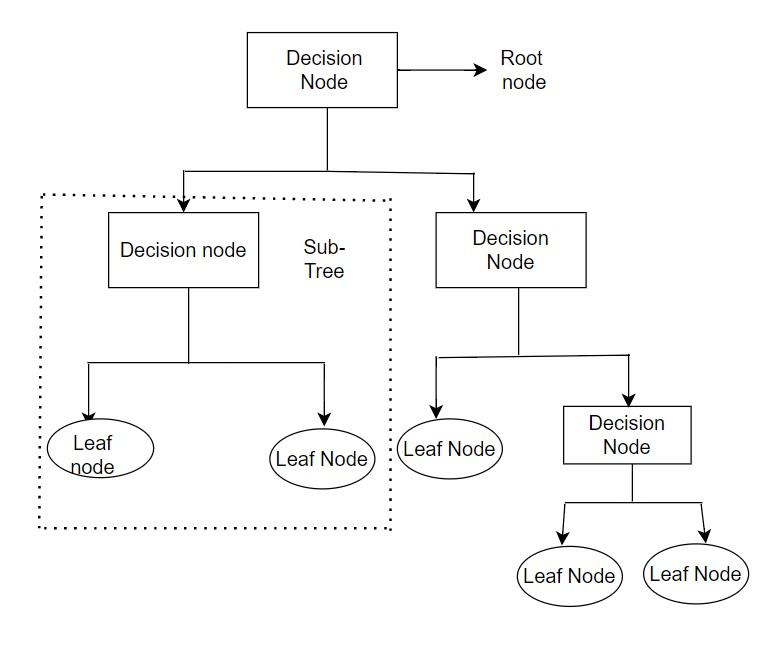 Decision
Node
Root
node
Decision node
Sub-
Tree
Decision
Node
Leaf
node
Leaf Node
Leaf Node
Decision
Node
Leaf Node
Leaf Node